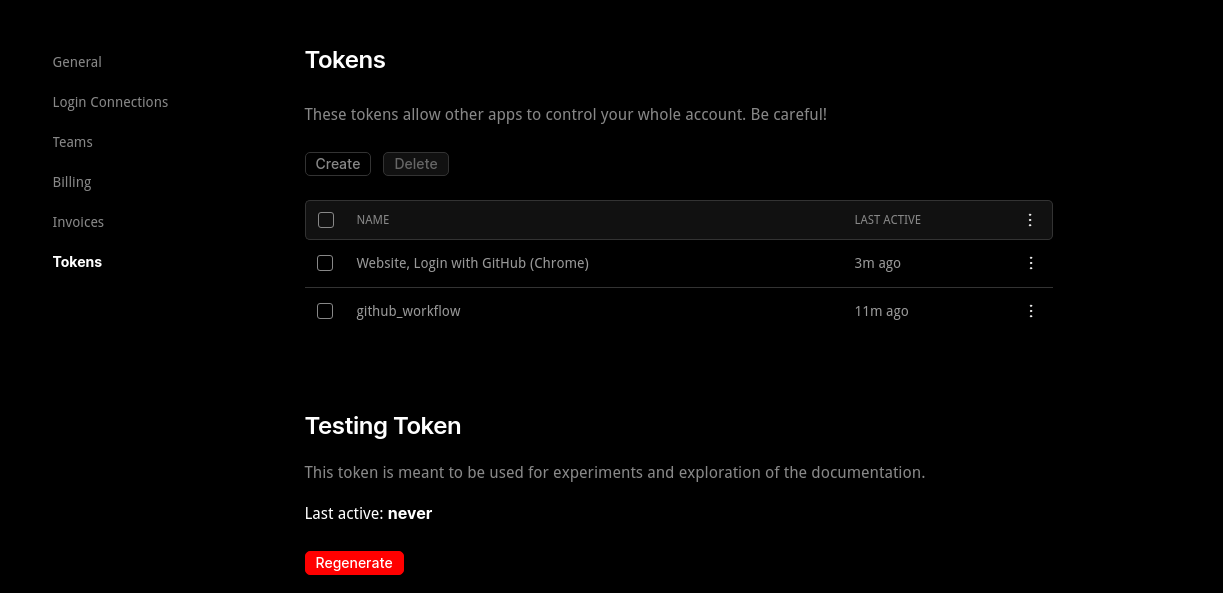 General
Login Connections
Teams
Billing
Invoices
Tokens
Tokens
These tokens allow other apps to control your whole account. Be careful!
Create Delete
NAME LAST ACTIVE
Website, Login with GitHub (Chrome) 3m ago
github_workflow 11m ago
Testing Token
This token is meant to be used for experiments and exploration of the documentation.
Last active: never
Regenerate